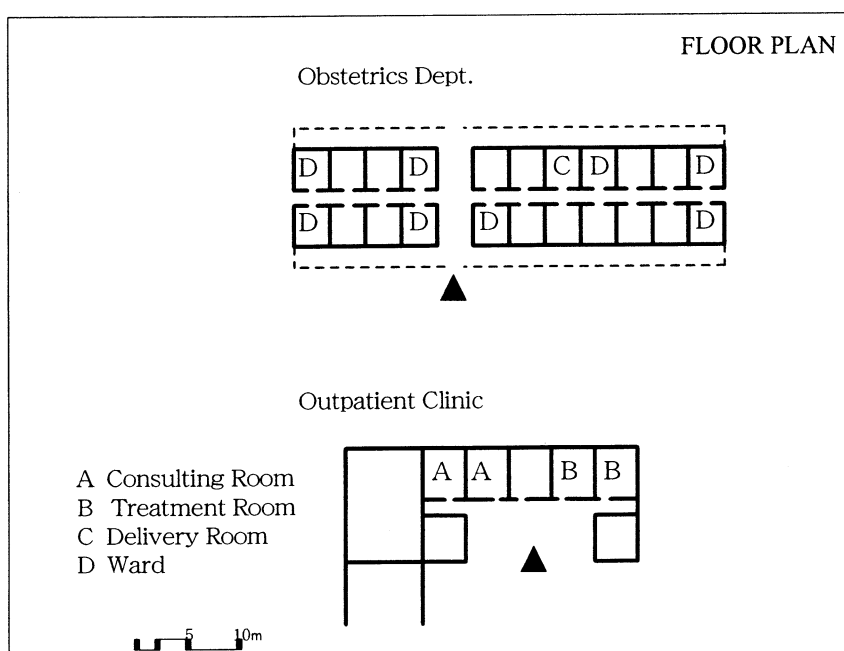 FLOOR PLAN
Obstetrics Dept.
D D C D D
D D D D
Outpatient Clinic
A A B B
A Consulting Room
B Treatment Room
C Delivery Room
D Ward
5 10m